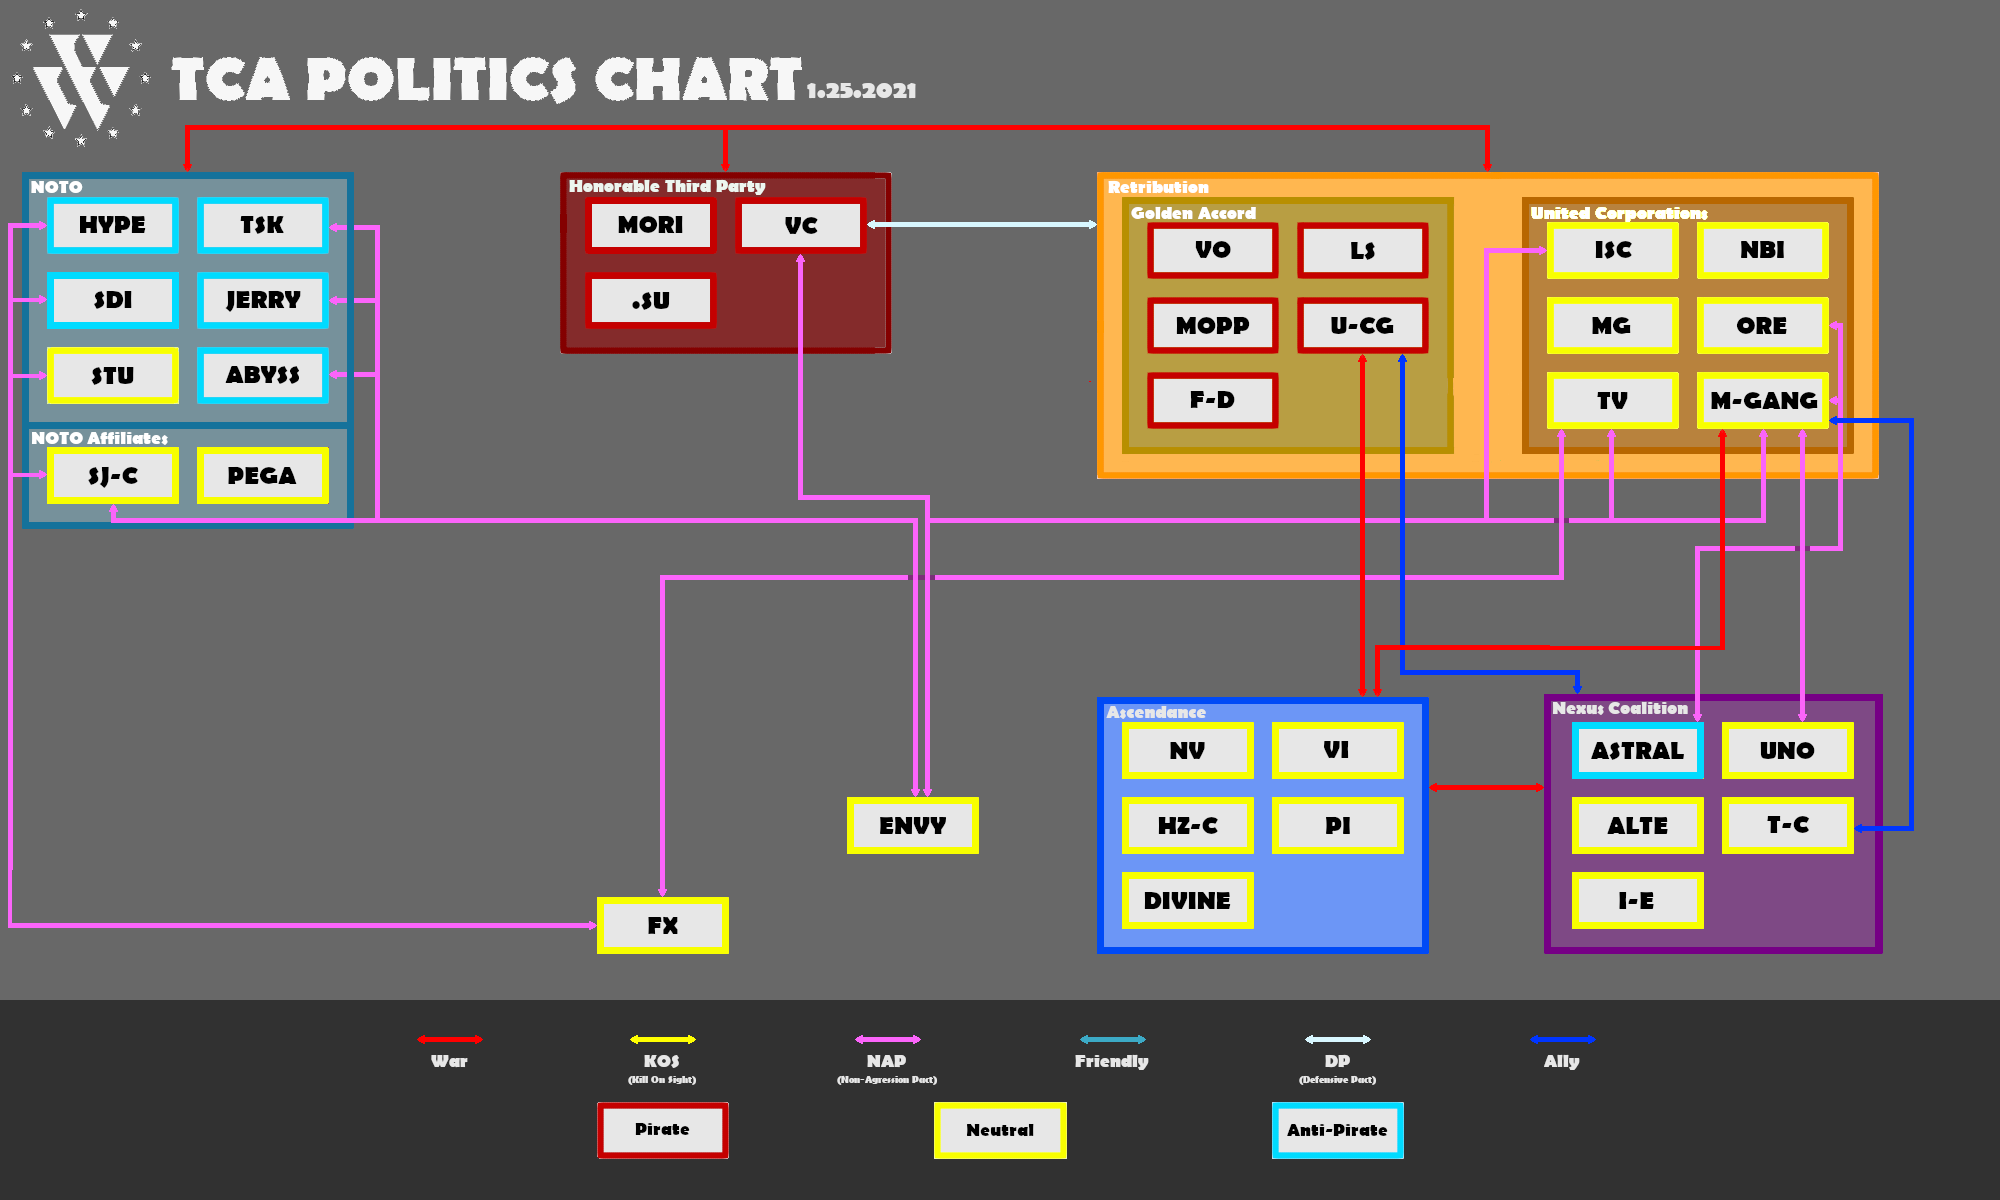 TCA POLITICS CHART 1.25.2021
NOTO
HYPE
TSK
SDI
JERRY
STU
ABYSS
NOTO Affiliates
SJ-C
PEGA
Honorable Third Party
MORI
VC
.SU
Retribution
Golden Accord
VO
LS
MOPP
U-CG
F-D
United Corporations
ISC
NBI
MG
ORE
TV
M-GANG
ENVY
FX
Ascendance
NV
VI
HZ-C
PI
DIVINE
Nexus Coalition
ASTRAL
UNO
ALTE
T-C
I-E
War
KOS
(Kill On Sight)
NAP
(Non-Agression Pact)
Friendly
DP
(Defensive Pact)
Ally
Pirate
Neutral
Anti-Pirate